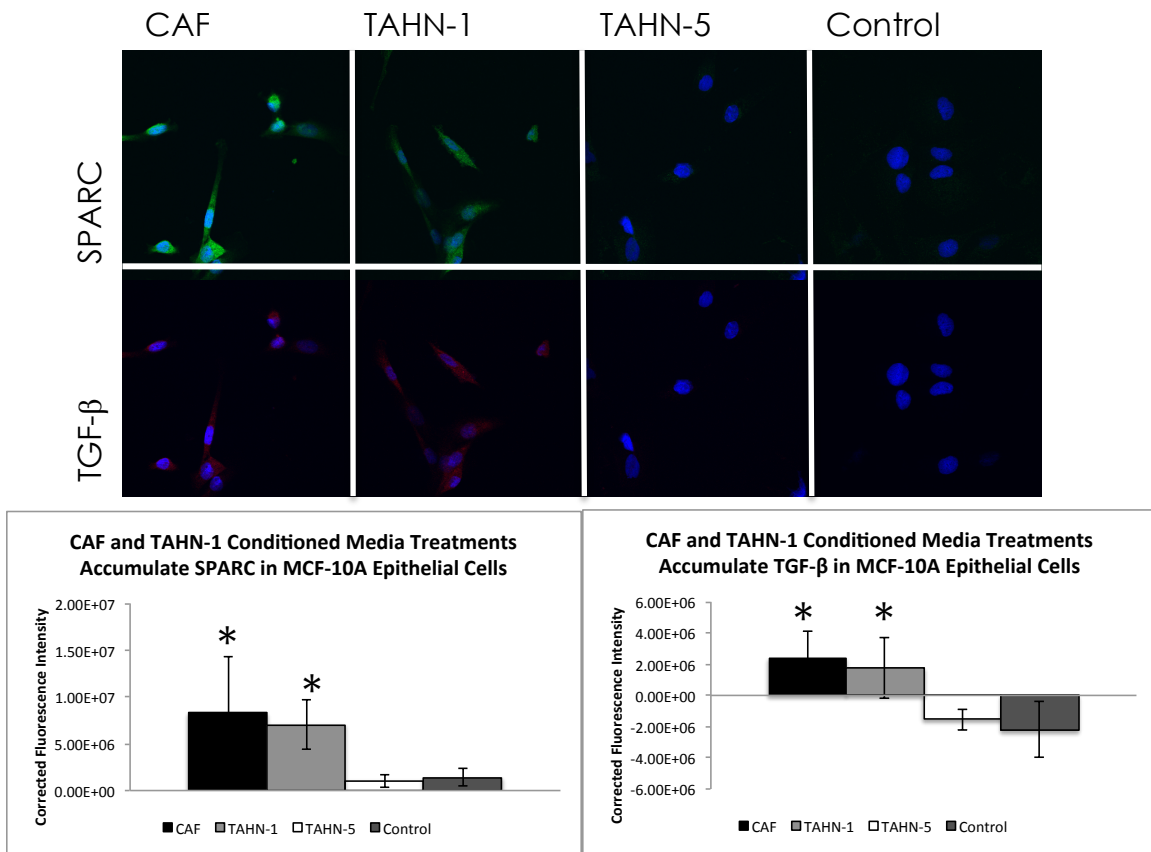 CAF TAHN-1 TAHN-5 Control
SPARC
TGF-β
CAF and TAHN-1 Conditioned Media Treatments
Accumulate SPARC in MCF-10A Epithelial Cells
Corrected Fluorescence Intensity
2.00E+07
1.50E+07
1.00E+07
5.00E+06
0.00E+00
*
*
CAF TAHN-1 TAHN-5 Control
CAF and TAHN-1 Conditioned Media Treatments
Accumulate TGF-β in MCF-10A Epithelial Cells
Corrected Fluorescence Intensity
6.00E+06
4.00E+06
2.00E+06
0.00E+00
-2.00E+06
-4.00E+06
-6.00E+06
* *
CAF TAHN-1 TAHN-5 Control